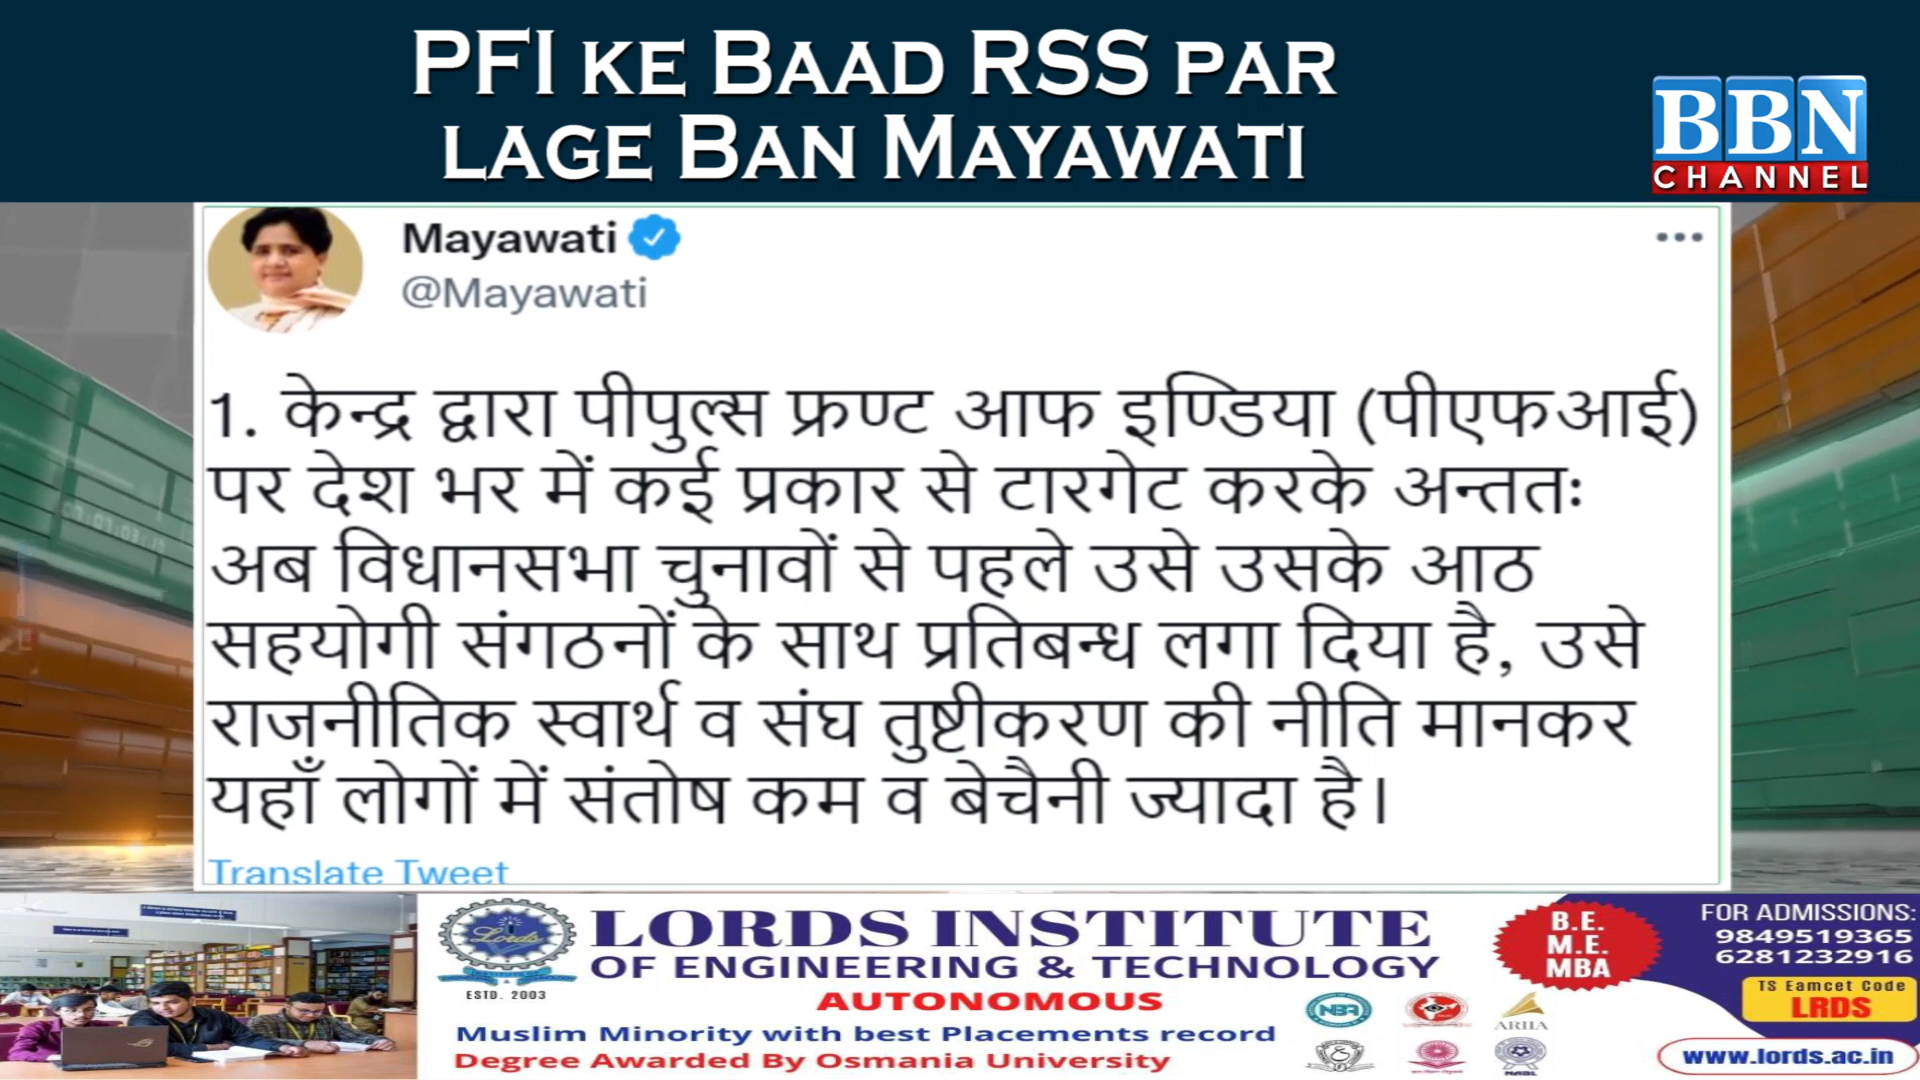 PFI KE BAAD RSS PAR
LAGE BAN MAYAWATI
BBN
CHANNEL
Mayawati
@Mayawati
1. केन्द्र द्वारा पीपुल्स फ्रण्ट आफ इण्डिया (पीएफआई)
पर देश भर में कई प्रकार से टारगेट करके अन्ततः
अब विधानसभा चुनावों से पहले उसे उसके आठ
सहयोगी संगठनों के साथ प्रतिबन्ध लगा दिया है, उसे
राजनीतिक स्वार्थ व संघ तुष्टीकरण की नीति मानकर
यहाँ लोगों में संतोष कम व बेचैनी ज्यादा है।
Translate Tweet
Lords
ESTD. 2003
LORDS INSTITUTE
OF ENGINEERING & TECHNOLOGY
AUTONOMOUS
Muslim Minority with best Placements record
Degree Awarded By Osmania University
NBA
ARIIA
NABL
B.E.
M.E.
MBA
FOR ADMISSIONS:
9849519365
6281232916
TS Eamcet Code
LRDS
www.lords.ac.in